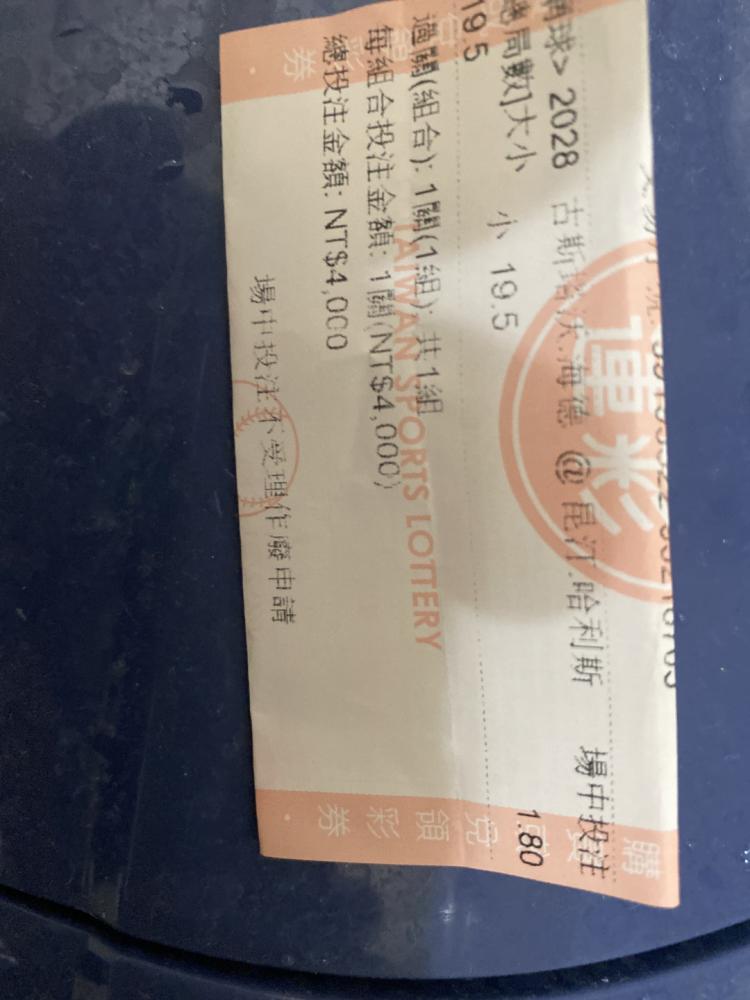 網球> 2028 古斯塔沃.海德 @ 昆汀.哈利斯 場中投注
總局數]大小 小 19.5 1.80
19.5
過關(組合): 1關(1組); 共1組
每組合投注金額: 1關(NT$4,000)
總投注金額: NT$4,000
場中投注不受理作廢申請
運彩
TAIWAN SPORTS LOTTERY
兌領彩券